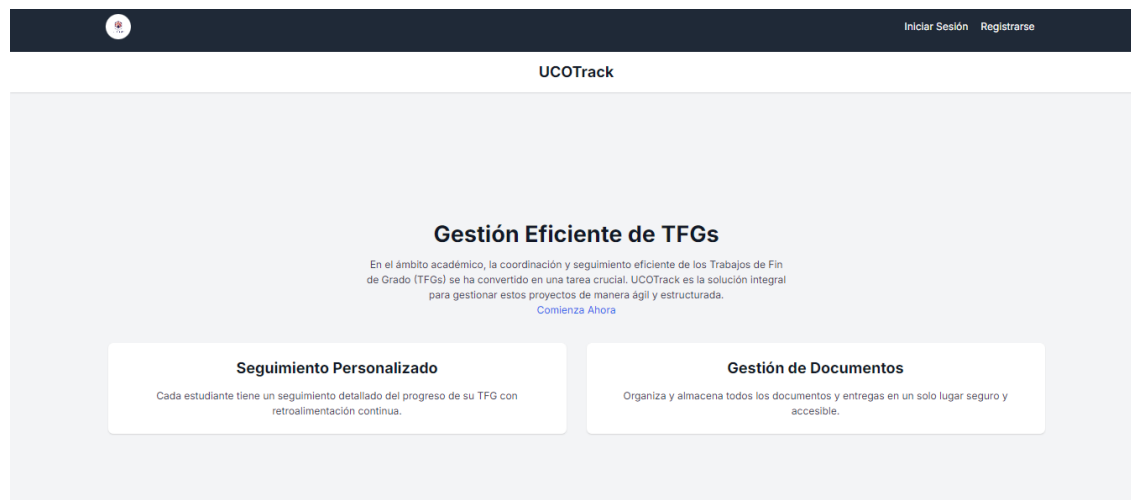 Iniciar Sesión Registrarse
UCOTrack
Gestión Eficiente de TFGs
En el ámbito académico, la coordinación y seguimiento eficiente de los Trabajos de Fin
de Grado (TFGs) se ha convertido en una tarea crucial. UCOTrack es la solución integral
para gestionar estos proyectos de manera ágil y estructurada.
Comienza Ahora
Seguimiento Personalizado
Cada estudiante tiene un seguimiento detallado del progreso de su TFG con
retroalimentación continua.
Gestión de Documentos
Organiza y almacena todos los documentos y entregas en un solo lugar seguro y
accesible.